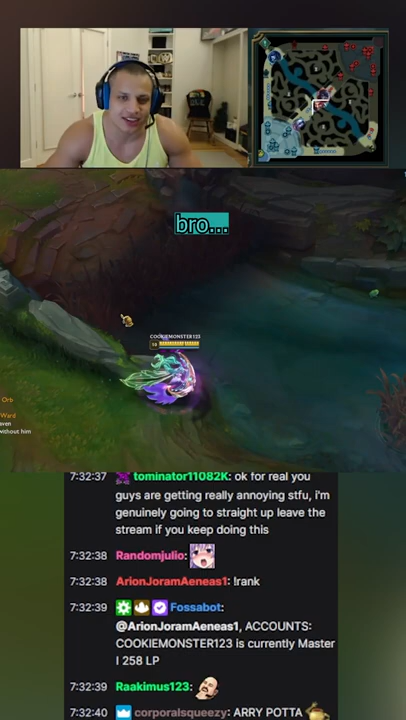 bro...
COOKIEMONSTER123
Orb
Ward
without him
7:32:37 tominator11082K: ok for real you
guys are getting really annoying stfu, i'm
genuinely going to straight up leave the
stream if you keep doing this
7:32:38 Randomjulio:
7:32:38 ArionJoramAeneas1: !rank
7:32:39 Fossabot:
@ArionJoramAeneas1, ACCOUNTS:
COOKIEMONSTER123 is currently Master
I 258 LP
7:32:39 Raakimus123:
7:32:40 corporalsqueezy: ARRY POTTA